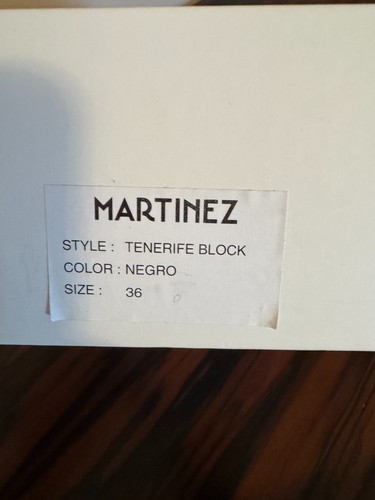 MARTINEZ
STYLE : TENERIFE BLOCK
COLOR : NEGRO
SIZE : 36